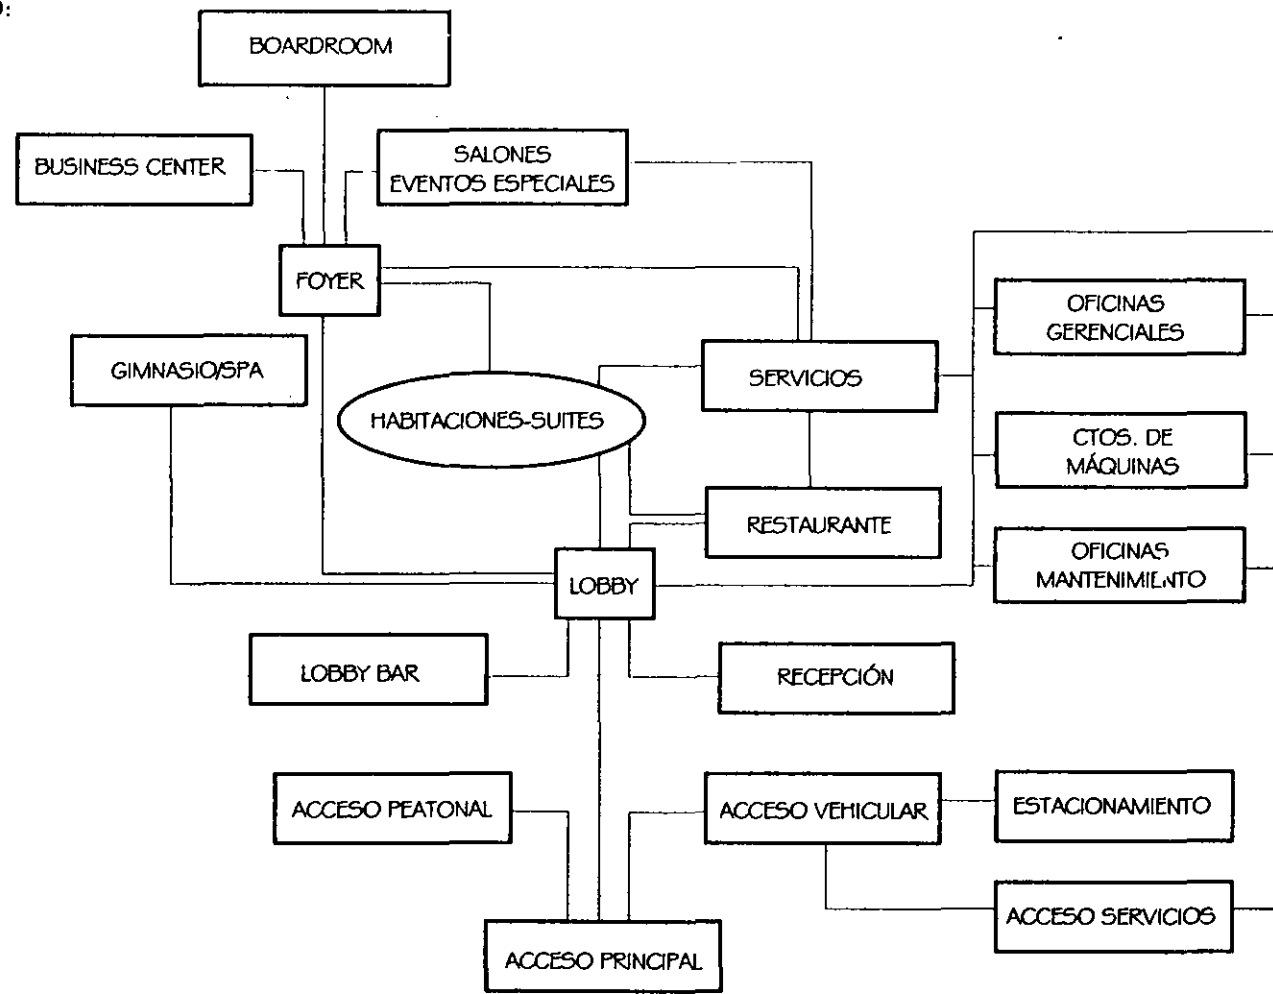 BOARDROOM
BUSINESS CENTER
SALONES
EVENTOS ESPECIALES
FOYER
OFICINAS
GERENCIALES
GIMNASIO/SPA
SERVICIOS
HABITACIONES-SUITES
CTOS. DE
MÁQUINAS
RESTAURANTE
OFICINAS
MANTENIMIENTO
LOBBY
LOBBY BAR
RECEPCIÓN
ACCESO PEATONAL
ACCESO VEHICULAR
ESTACIONAMIENTO
ACCESO SERVICIOS
ACCESO PRINCIPAL